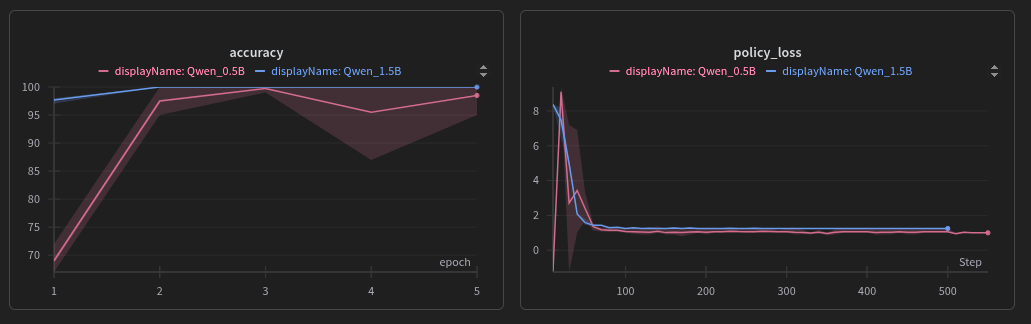 accuracy
displayName: Qwen_0.5B displayName: Qwen_1.5B
100
95
90
85
80
75
70
epoch
1 2 3 4 5
policy_loss
displayName: Qwen_0.5B displayName: Qwen_1.5B
8
6
4
2
0
Step
100 200 300 400 500